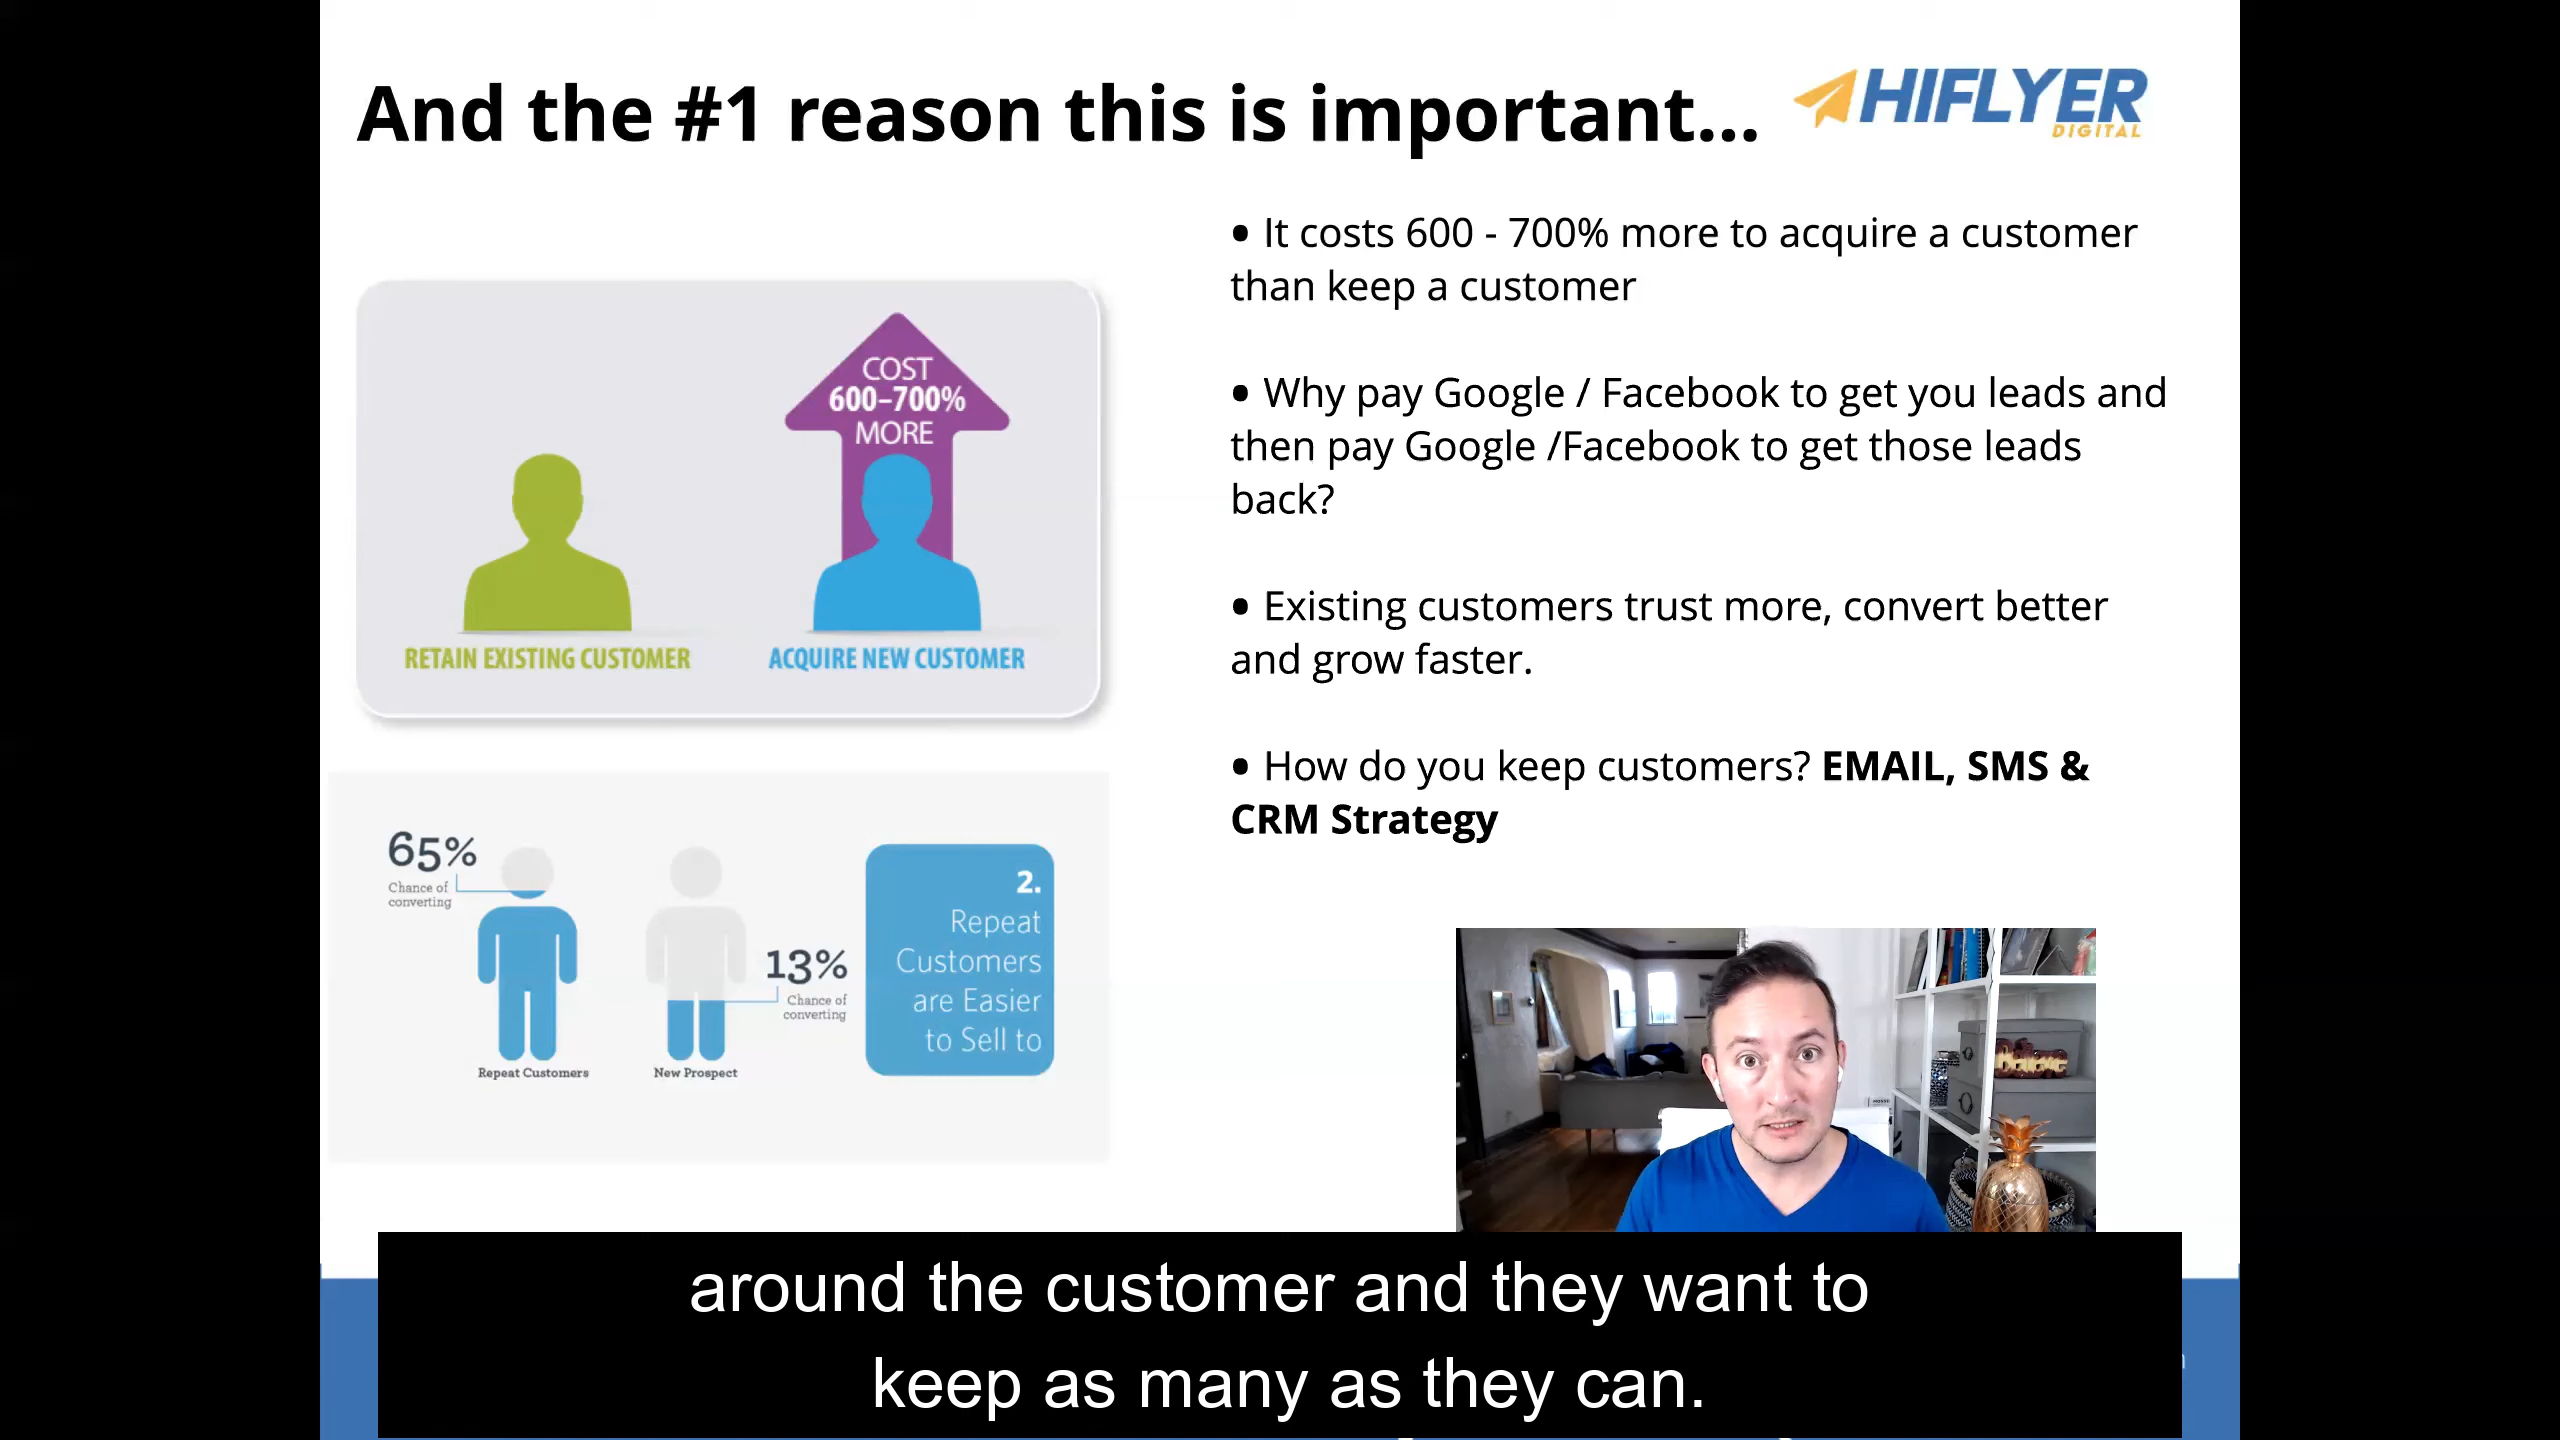 And the #1 reason this is important...
HIFLYER
DIGITAL
COST
600–700%
MORE
RETAIN EXISTING CUSTOMER
ACQUIRE NEW CUSTOMER
65%
Chance of
converting
13%
Chance of
converting
Repeat Customers
New Prospect
2.
Repeat
Customers
are Easier
to Sell to
• It costs 600 - 700% more to acquire a customer
than keep a customer
• Why pay Google / Facebook to get you leads and
then pay Google /Facebook to get those leads
back?
• Existing customers trust more, convert better
and grow faster.
• How do you keep customers? EMAIL, SMS &
CRM Strategy
around the customer and they want to
keep as many as they can.